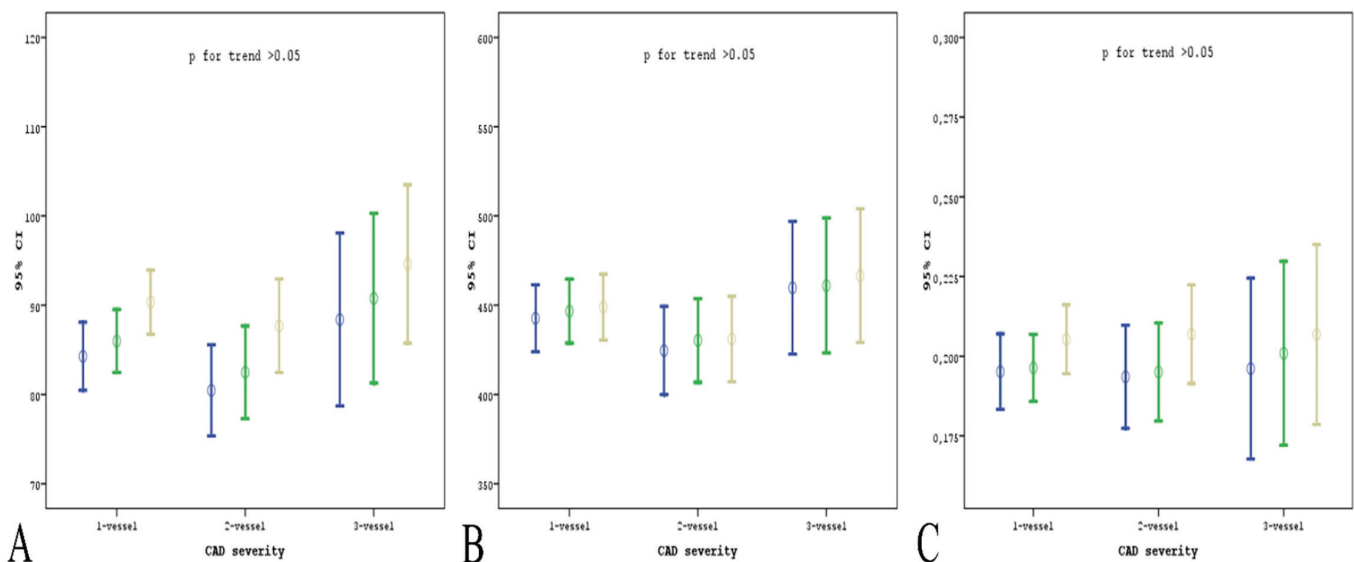 p for trend >0.05
120
110
100
90
80
70
95% CI
1-vessel 2-vessel 3-vessel
CAD severity
A
p for trend >0.05
600
550
500
450
400
350
95% CI
1-vessel 2-vessel 3-vessel
CAD severity
B
p for trend >0.05
0,300
0,275
0,250
0,225
0,200
0,175
95% CI
1-vessel 2-vessel 3-vessel
CAD severity
C